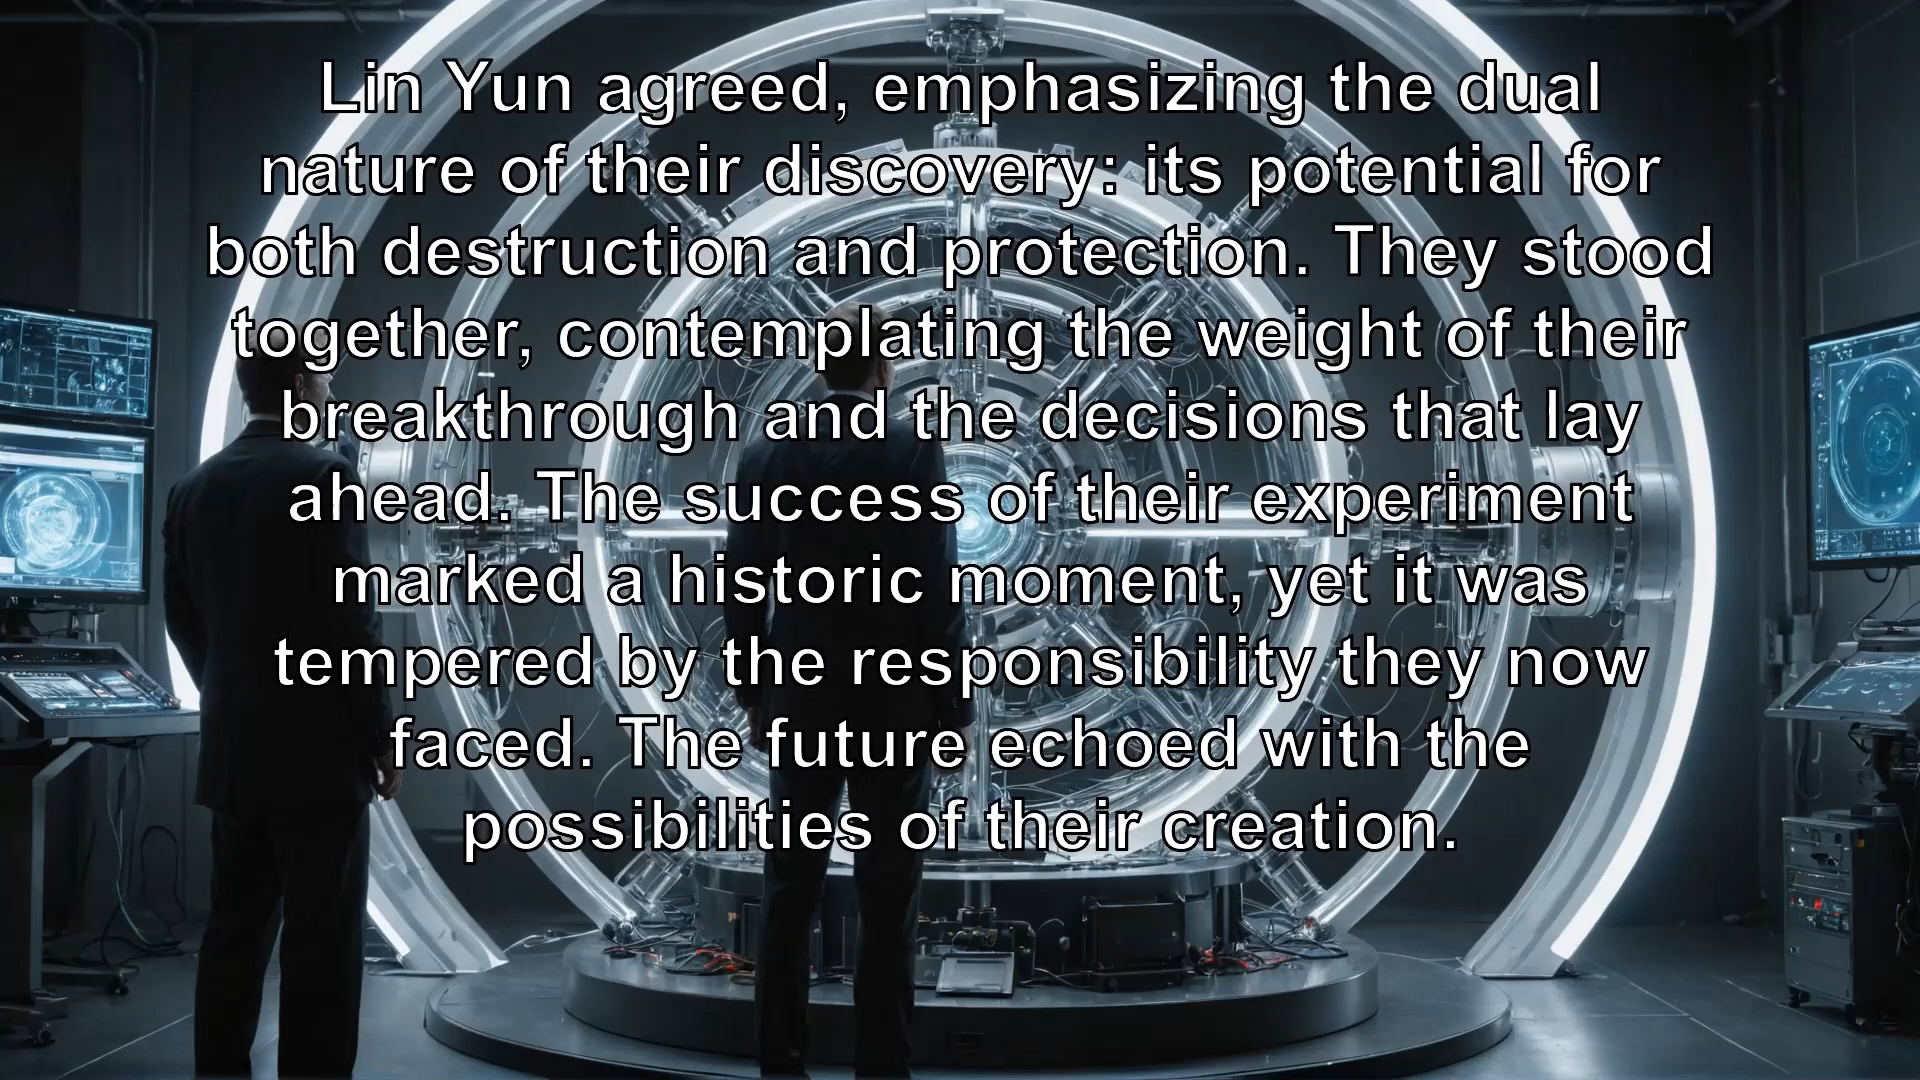 Lin Yun agreed, emphasizing the dual
nature of their discovery: its potential for
both destruction and protection. They stood
together, contemplating the weight of their
breakthrough and the decisions that lay
ahead. The success of their experiment
marked a historic moment, yet it was
tempered by the responsibility they now
faced. The future echoed with the
possibilities of their creation.